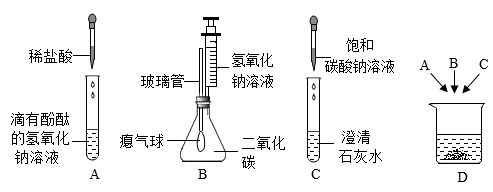 稀盐酸
滴有酚酞
的氢氧化
钠溶液
A
玻璃管
瘪气球
氢氧化
钠溶液
二氧化
碳
B
饱和
碳酸钠溶液
澄清
石灰水
C
A B C
D